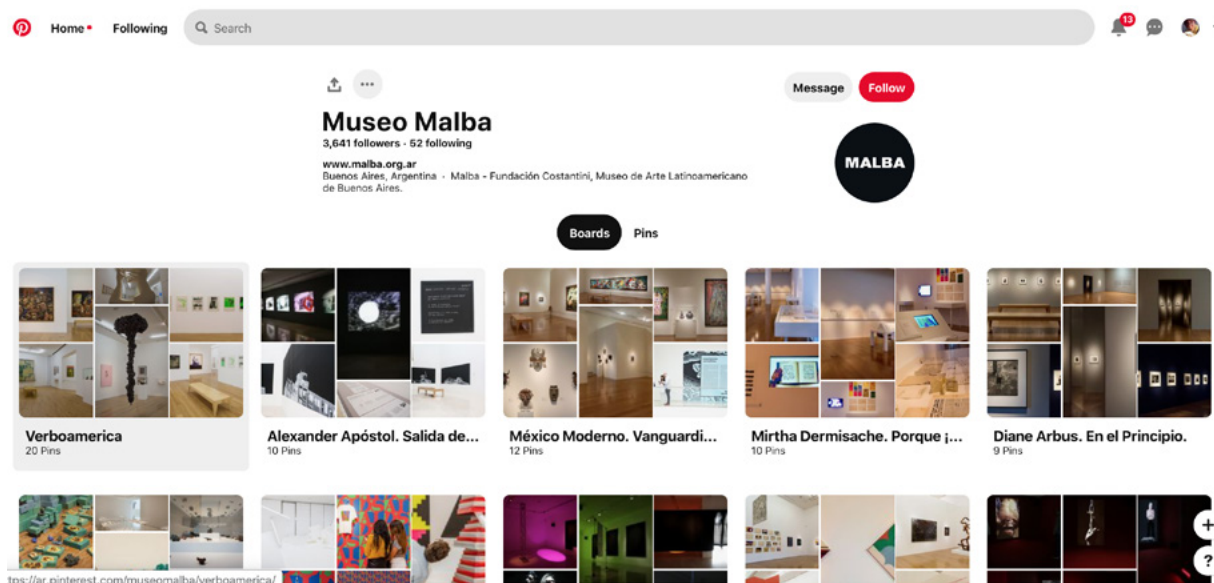 Home
Following
Search
13
Message
Follow
Museo Malba
3,641 followers · 52 following
www.malba.org.ar
Buenos Aires, Argentina · Malba - Fundación Costantini, Museo de Arte Latinoamericano
de Buenos Aires.
MALBA
Boards
Pins
Verboamerica
20 Pins
Alexander Apóstol. Salida de...
10 Pins
México Moderno. Vanguardi...
12 Pins
Mirtha Dermisache. Porque ¡...
10 Pins
Diane Arbus. En el Principio.
9 Pins
+
?
tps://ar.pinterest.com/museomalba/verboamerica/